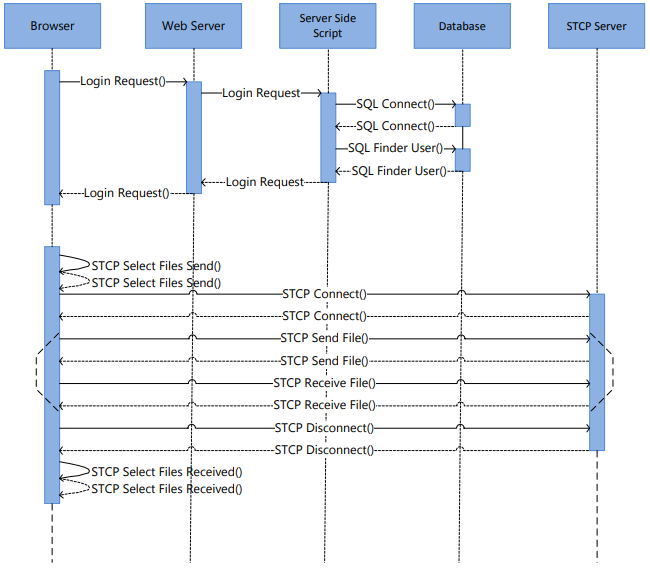 Browser
Web Server
Server Side
Script
Database
STCP Server
Login Request()
Login Request
SQL Connect()
SQL Connect()
SQL Finder User()
SQL Finder User()
Login Request
Login Request()
STCP Select Files Send()
STCP Select Files Send()
STCP Connect()
STCP Connect()
STCP Send File()
STCP Send File()
STCP Receive File()
STCP Receive File()
STCP Disconnect()
STCP Disconnect()
STCP Select Files Received()
STCP Select Files Received()